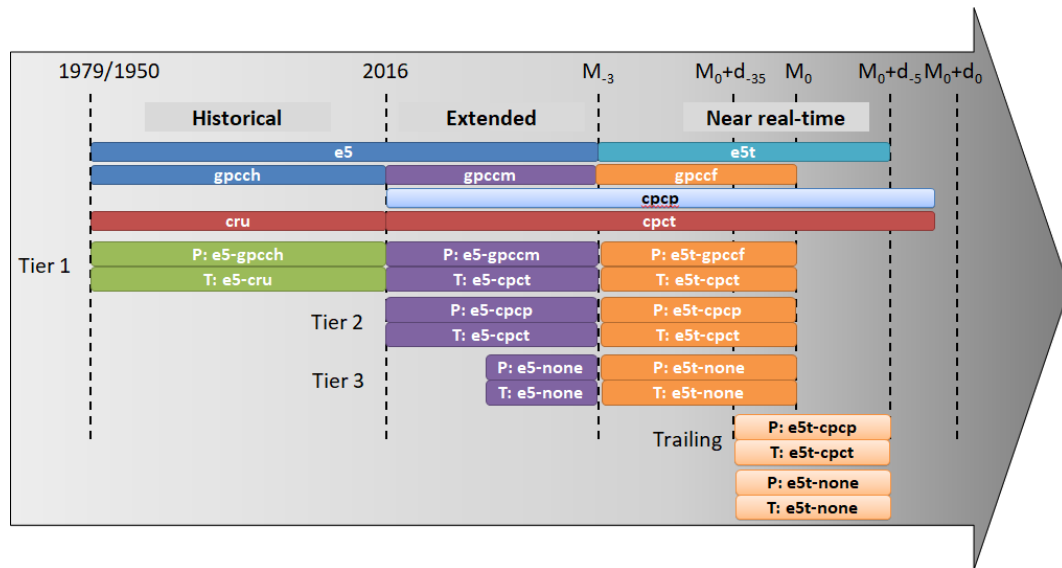 1979/1950 2016 M-3 M0+d-35 M0 M0+d-5 M0+d0
Historical Extended Near real-time
e5 e5t
gpcch gpccm gpccf
cpcp
cru cpct
Tier 1 P: e5-gpcch P: e5-gpccm P: e5t-gpccf
T: e5-cru T: e5-cpct T: e5t-cpct
Tier 2 P: e5-cpcp P: e5t-cpcp
T: e5-cpct T: e5t-cpct
Tier 3 P: e5-none P: e5t-none
T: e5-none T: e5t-none
Trailing P: e5t-cpcp
T: e5t-cpct
P: e5t-none
T: e5t-none